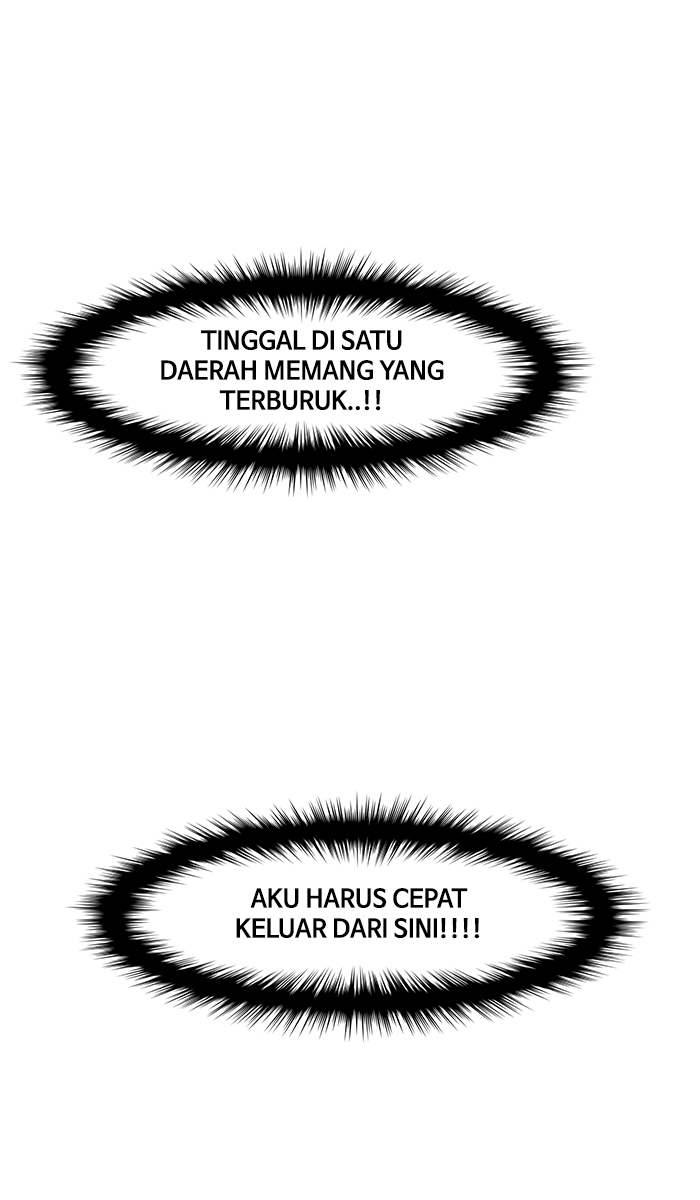 TINGGAL DI SATU
DAERAH MEMANG YANG
TERBURUK..!!
AKU HARUS CEPAT
KELUAR DARI SINI!!!!